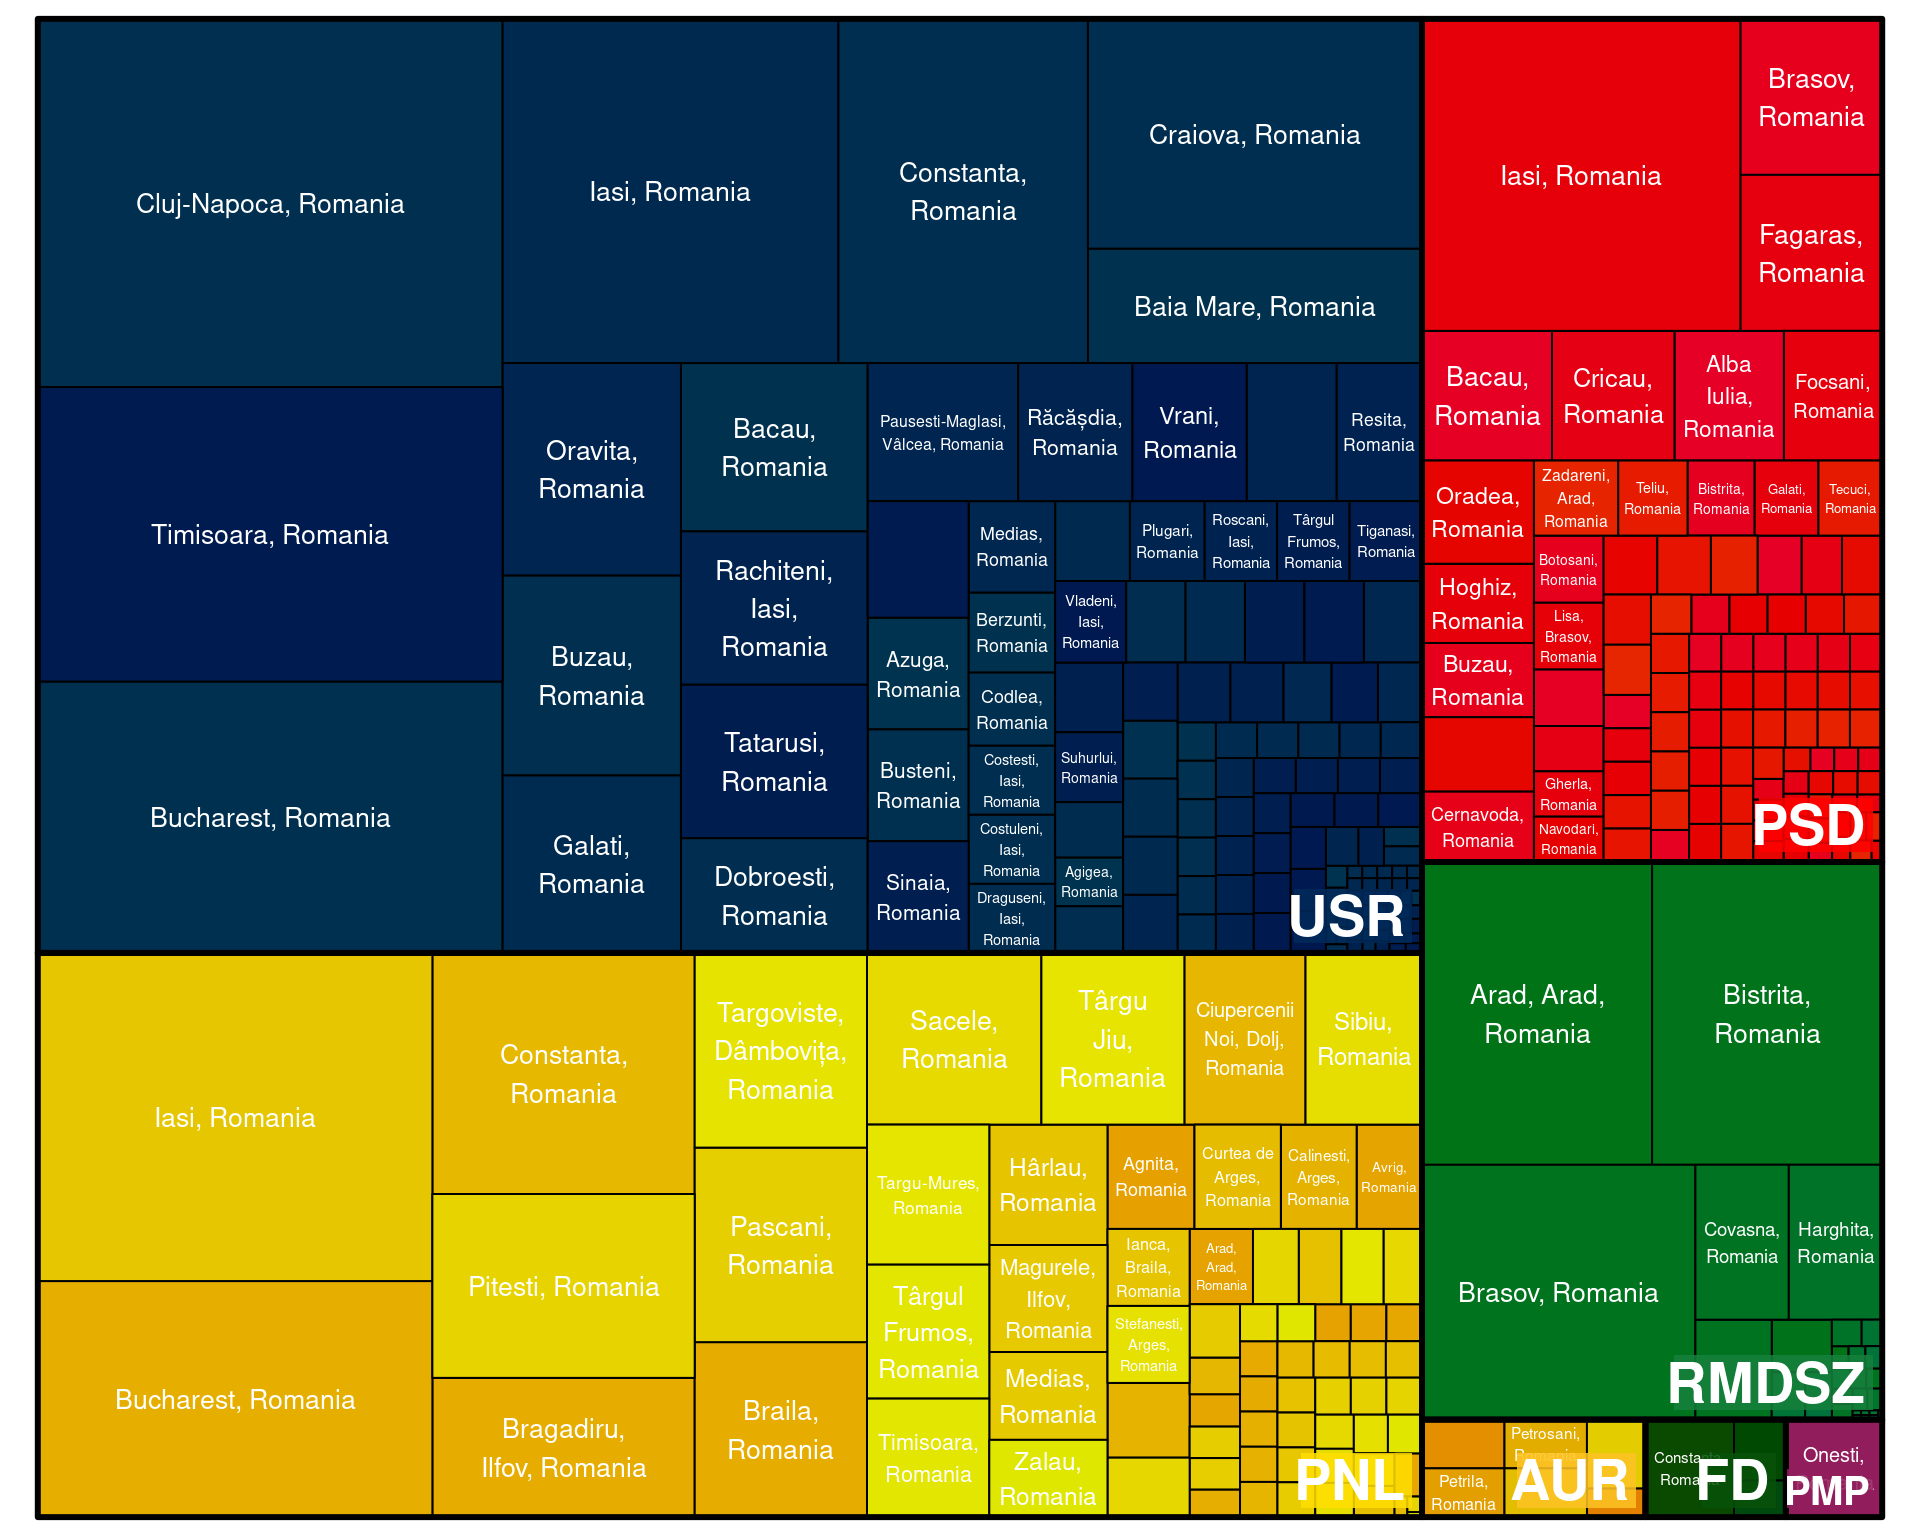 Cluj-Napoca, Romania
Timisoara, Romania
Bucharest, Romania
Iasi, Romania
Constanta,
Romania
Craiova, Romania
Baia Mare, Romania
Oravita,
Romania
Buzau,
Romania
Galati,
Romania
Bacau,
Romania
Rachiteni,
Iasi,
Romania
Tatarusi,
Romania
Dobroesti,
Romania
Pausesti-Maglasi,
Vâlcea, Romania
Răcășdia,
Romania
Vrani,
Romania
Resita,
Romania
Azuga,
Romania
Busteni,
Romania
Sinaia,
Romania
Medias,
Romania
Berzunti,
Romania
Codlea,
Romania
Costesti,
Iasi,
Romania
Costuleni,
Iasi,
Romania
Draguseni,
Iasi,
Romania
Plugari,
Romania
Roscani,
Iasi,
Romania
Târgul
Frumos,
Romania
Tiganasi,
Romania
Vladeni,
Iasi,
Romania
Suhurlui,
Romania
Agigea,
Romania
USR
Iasi, Romania
Brasov,
Romania
Fagaras,
Romania
Bacau,
Romania
Cricau,
Romania
Alba
Iulia,
Romania
Focsani,
Romania
Oradea,
Romania
Hoghiz,
Romania
Buzau,
Romania
Cernavoda,
Romania
Zadareni,
Arad,
Romania
Teliu,
Romania
Bistrita,
Romania
Galati,
Romania
Tecuci,
Romania
Botosani,
Romania
Lisa,
Brasov,
Romania
Gherla,
Romania
Navodari,
Romania
PSD
Iasi, Romania
Bucharest, Romania
Constanta,
Romania
Pitesti, Romania
Bragadiru,
Ilfov, Romania
Targoviste,
Dâmbovița,
Romania
Pascani,
Romania
Braila,
Romania
Sacele,
Romania
Târgu
Jiu,
Romania
Ciupercenii
Noi, Dolj,
Romania
Sibiu,
Romania
Targu-Mures,
Romania
Târgul
Frumos,
Romania
Timisoara,
Romania
Hârlau,
Romania
Magurele,
Ilfov,
Romania
Medias,
Romania
Zalau,
Romania
Agnita,
Romania
Curtea de
Arges,
Romania
Calinesti,
Arges,
Romania
Avrig,
Romania
Ianca,
Braila,
Romania
Arad,
Arad,
Romania
Stefanesti,
Arges,
Romania
PNL
Arad, Arad,
Romania
Bistrita,
Romania
Brasov, Romania
Covasna,
Romania
Harghita,
Romania
RMDSZ
Petrosani,
Romania
Petrila,
Romania
AUR
Constanta,
FD
Onesti,
PMP